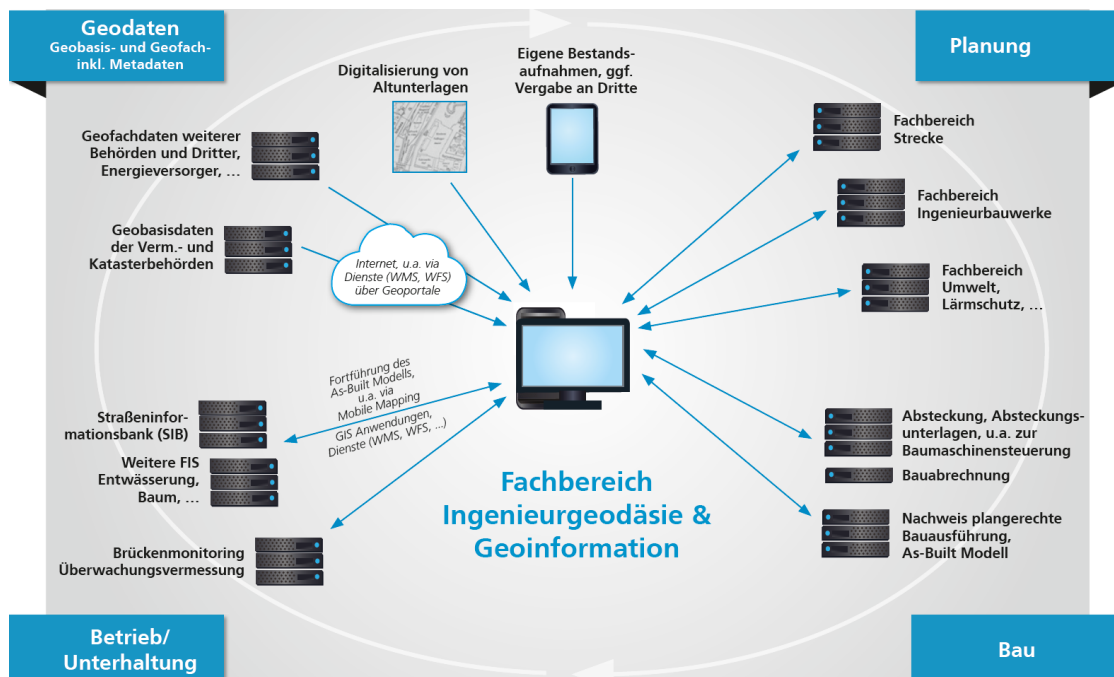 Geodaten
Geobasis- und Geofach-
inkl. Metadaten
Planung
Digitalisierung von
Altunterlagen
Eigene Bestands-
aufnahmen, ggf.
Vergabe an Dritte
Geofachdaten weiterer
Behörden und Dritter,
Energieversorger, ...
Geobasisdaten
der Verm.- und
Katasterbehörden
Internet, u.a. via
Dienste (WMS, WFS)
über Geoportale
Fachbereich
Strecke
Fachbereich
Ingenieurbauwerke
Fachbereich
Umwelt,
Lärmschutz, ...
Fortführung des
As-Built Modells,
u.a. via
Mobile Mapping
GIS Anwendungen,
Dienste (WMS, WFS, ...)
Straßeninfor-
mationsbank (SIB)
Weitere FIS
Entwässerung,
Baum, ...
Brückenmonitoring
Überwachungsvermessung
Fachbereich
Ingenieurgeodäsie &
Geoinformation
Absteckung, Absteckungs-
unterlagen, u.a. zur
Baumaschinensteuerung
Bauabrechnung
Nachweis plangerechte
Bauausführung,
As-Built Modell
Betrieb/
Unterhaltung
Bau